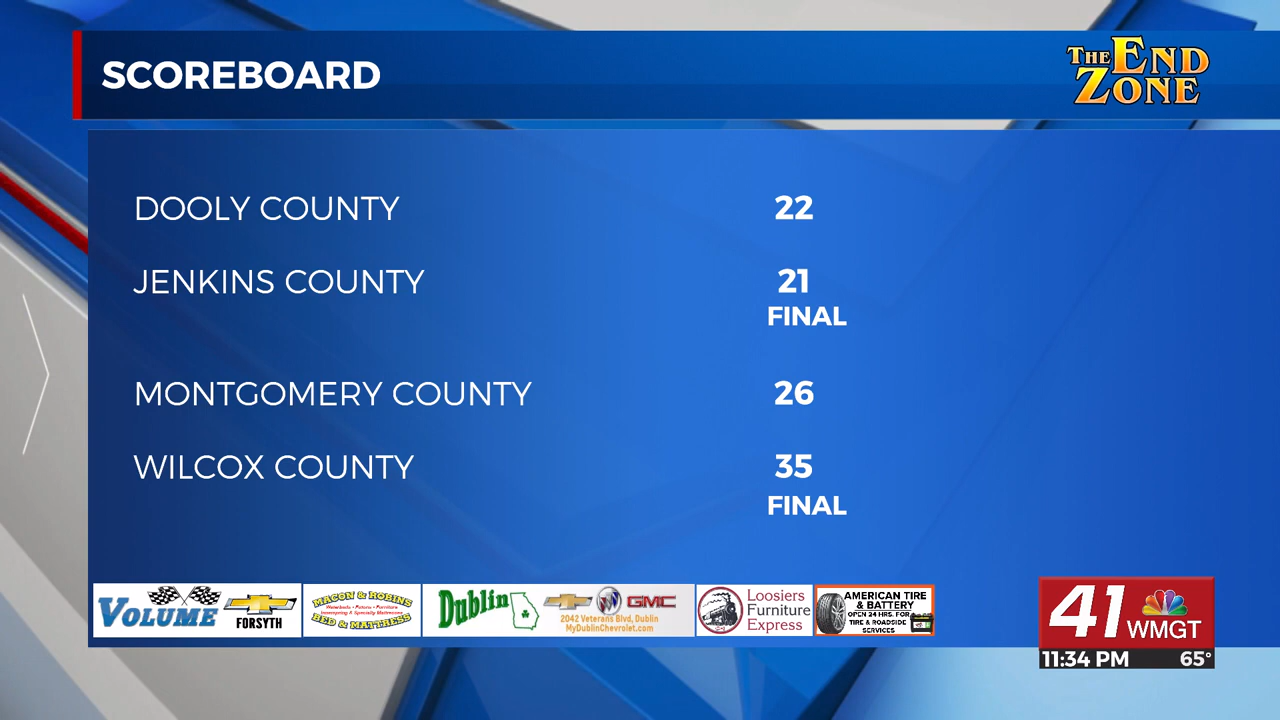 SCOREBOARD
THE END
ZONE
DOOLY COUNTY 22
JENKINS COUNTY 21
FINAL
MONTGOMERY COUNTY 26
WILCOX COUNTY 35
FINAL
VOLUME
FORSYTH
MACON & ROBINS
BED & MATTRESS
Dublin
GMC
2042 Veterans Blvd, Dublin
MyDublinChevrolet.com
Loosiers
Furniture
Express
AMERICAN TIRE
& BATTERY
OPEN 24 HRS. FOR
TIRE & ROADSIDE
SERVICES
41
WMGT
11:34 PM 65°